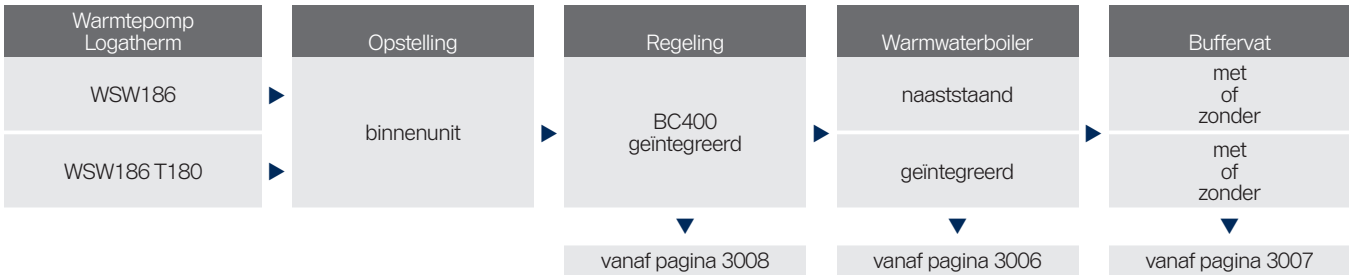 Warmtepomp
Logatherm
Opstelling
Regeling
Warmwaterboiler
Buffervat
WSW186
binnenunit
BC400
geïntegreerd
naaststaand
met
of
zonder
WSW186 T180
geïntegreerd
met
of
zonder
vanaf pagina 3008
vanaf pagina 3006
vanaf pagina 3007